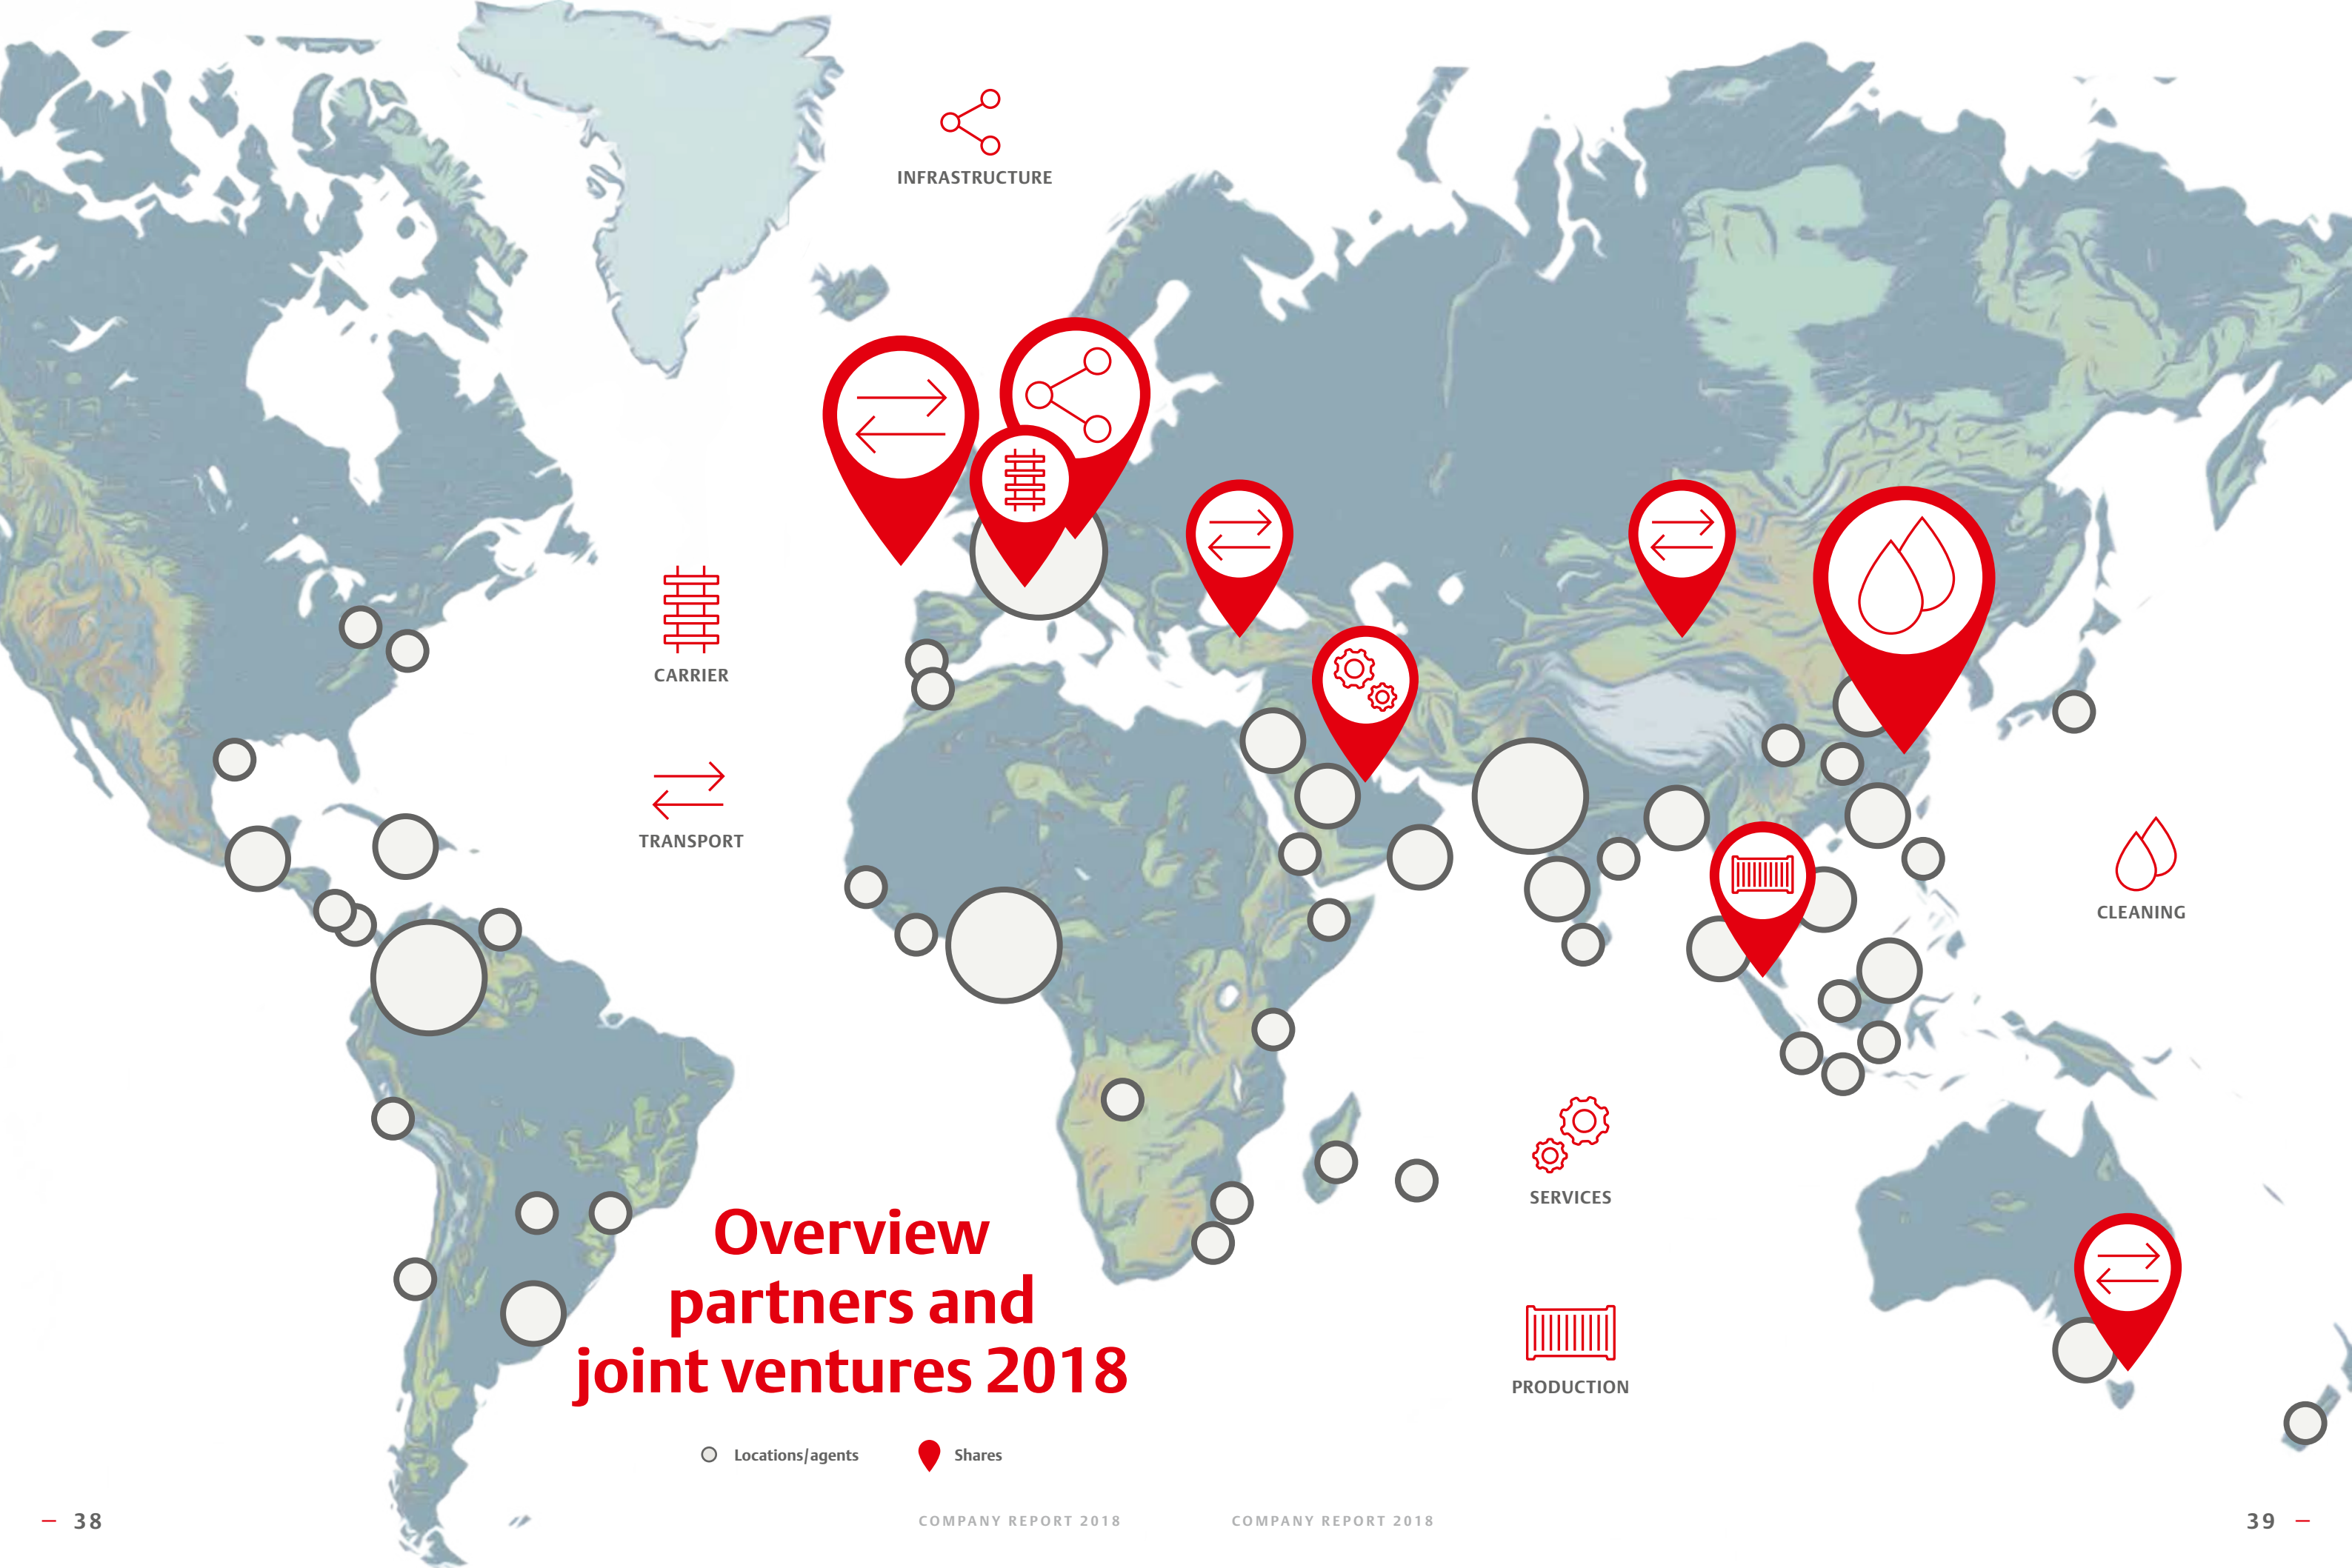 INFRASTRUCTURE
CARRIER
TRANSPORT
CLEANING
SERVICES
PRODUCTION
Overview
partners and
joint ventures 2018
Locations/agents
Shares
— 38
COMPANY REPORT 2018
COMPANY REPORT 2018
39 —